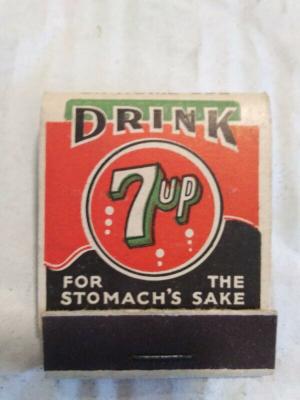 DRINK
7up
FOR THE
STOMACH'S SAKE